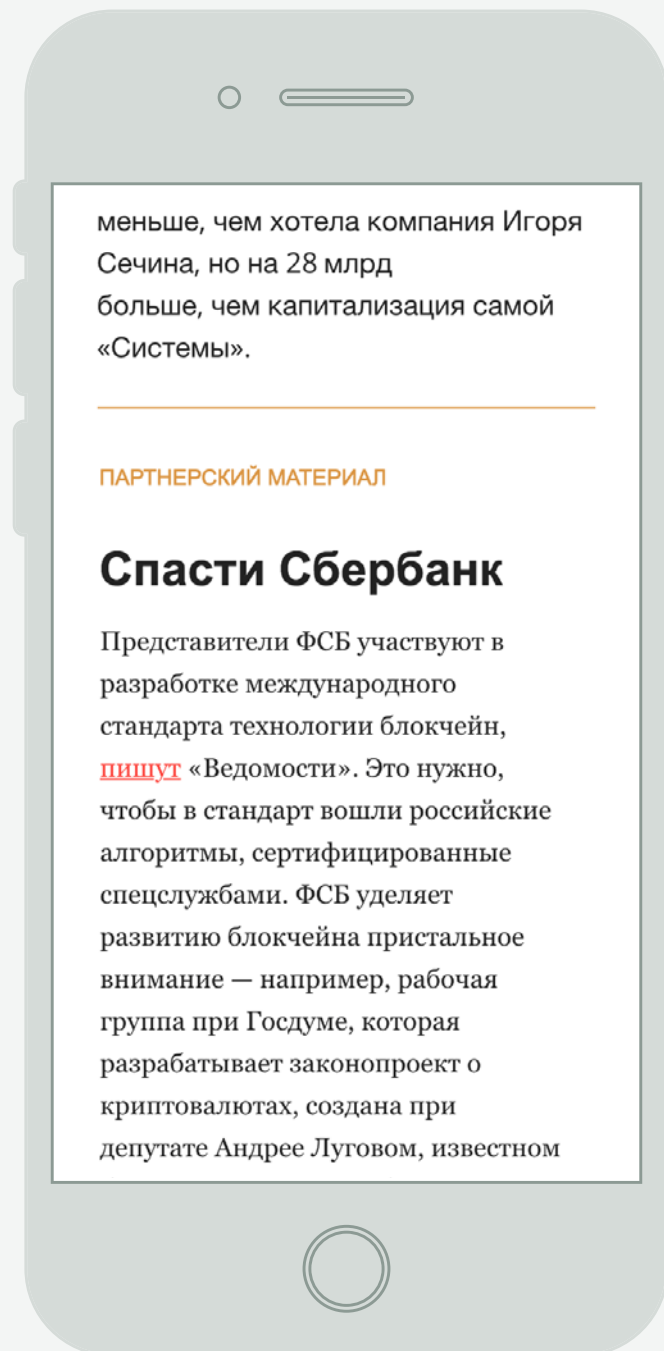 меньше, чем хотела компания Игоря
Сечина, но на 28 млрд
больше, чем капитализация самой
«Системы».
ПАРТНЕРСКИЙ МАТЕРИАЛ
Спасти Сбербанк
Представители ФСБ участвуют в
разработке международного
стандарта технологии блокчейн,
пишут «Ведомости». Это нужно,
чтобы в стандарт вошли российские
алгоритмы, сертифицированные
спецслужбами. ФСБ уделяет
развитию блокчейна пристальное
внимание — например, рабочая
группа при Госдуме, которая
разрабатывает законопроект о
криптовалютах, создана при
депутате Андрее Луговом, известном